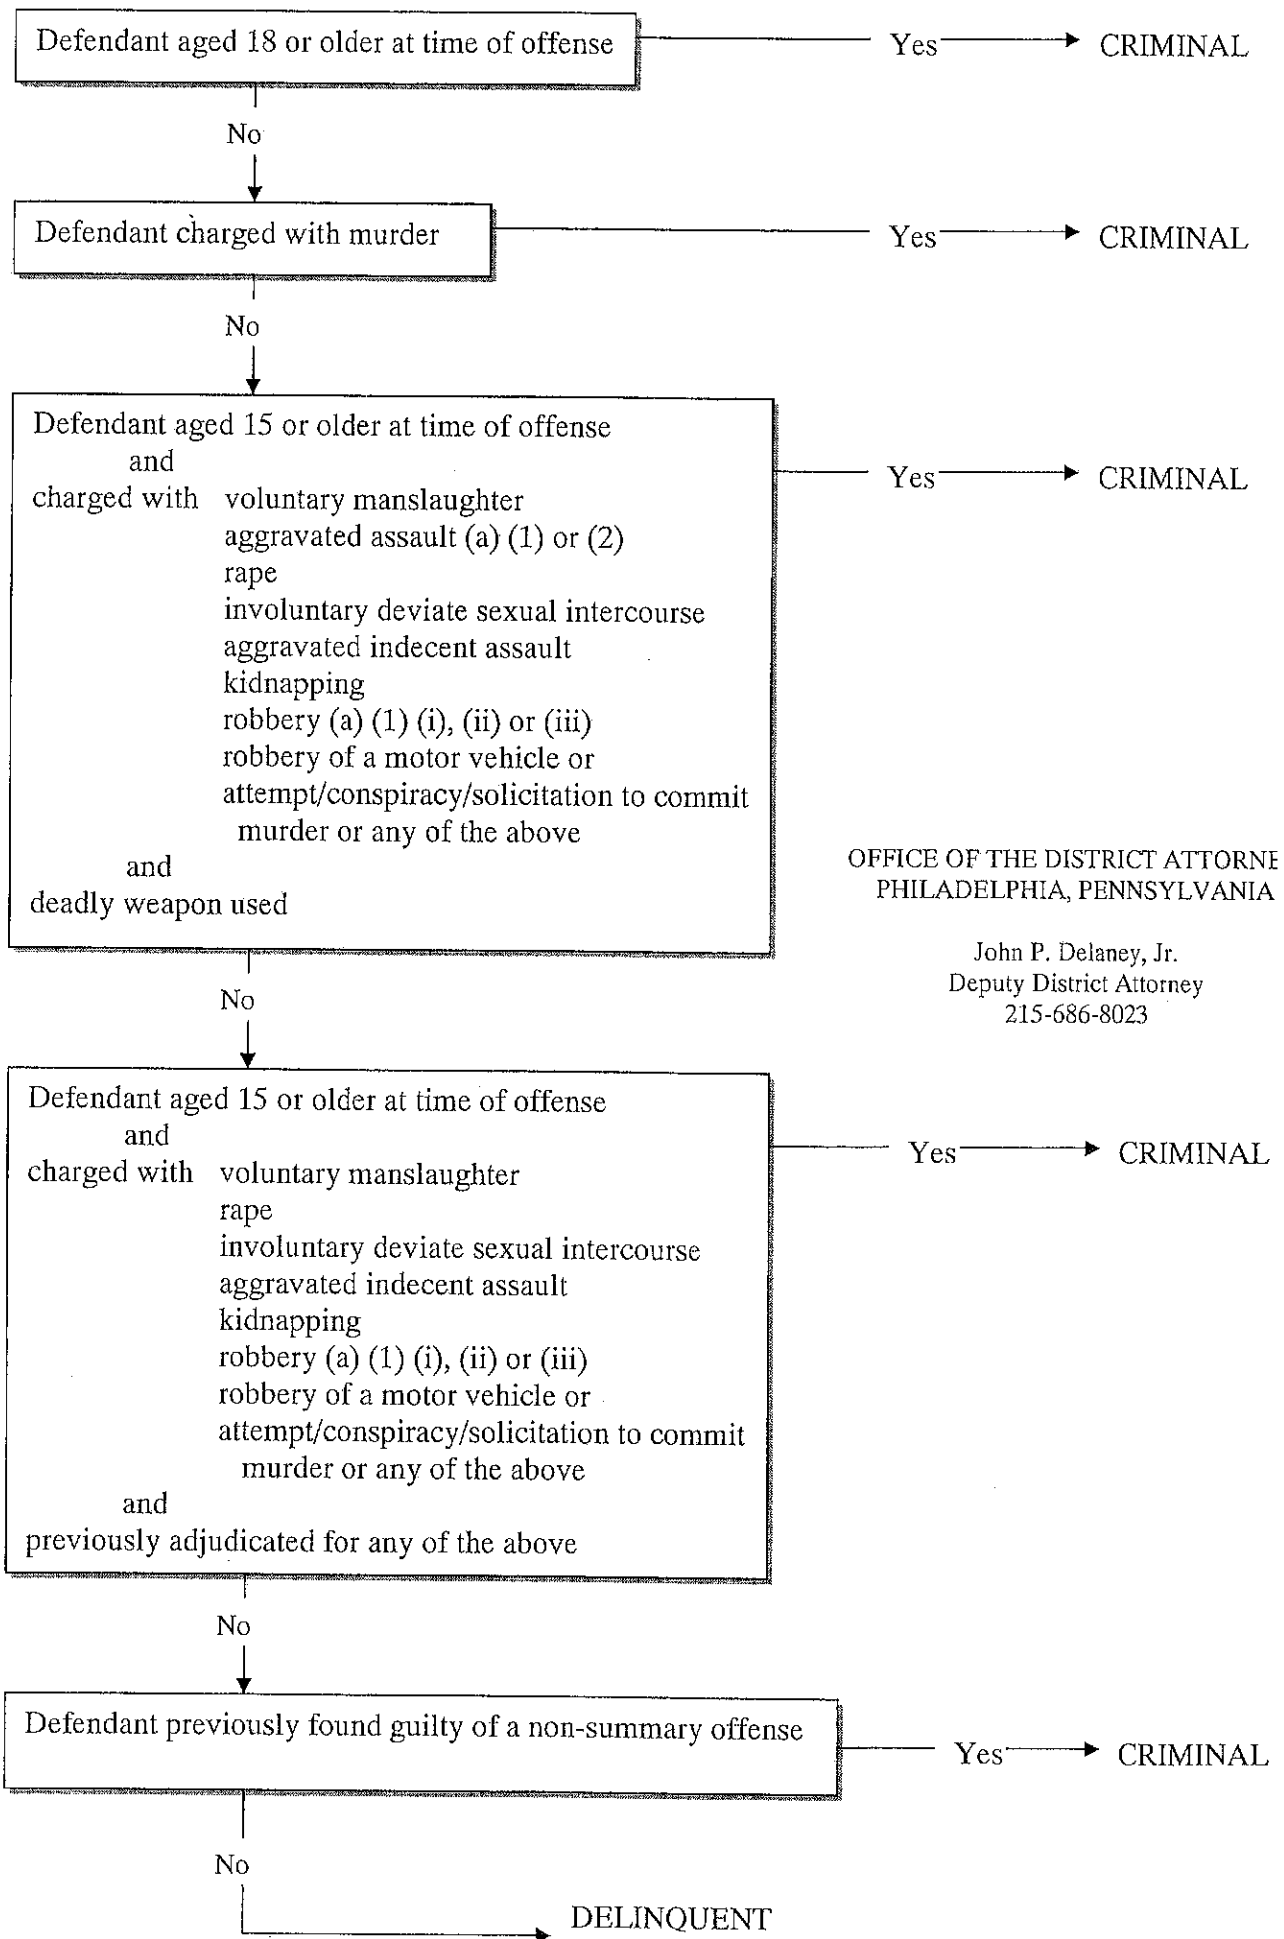 Defendant aged 18 or older at time of offense
Yes
CRIMINAL
No
Defendant charged with murder
Yes
CRIMINAL
No
Defendant aged 15 or older at time of offense
and
charged with voluntary manslaughter
aggravated assault (a) (1) or (2)
rape
involuntary deviate sexual intercourse
aggravated indecent assault
kidnapping
robbery (a) (1) (i), (ii) or (iii)
robbery of a motor vehicle or
attempt/conspiracy/solicitation to commit
murder or any of the above
and
deadly weapon used
Yes
CRIMINAL
OFFICE OF THE DISTRICT ATTORNE
PHILADELPHIA, PENNSYLVANIA
John P. Delaney, Jr.
Deputy District Attorney
215-686-8023
No
Defendant aged 15 or older at time of offense
and
charged with voluntary manslaughter
rape
involuntary deviate sexual intercourse
aggravated indecent assault
kidnapping
robbery (a) (1) (i), (ii) or (iii)
robbery of a motor vehicle or
attempt/conspiracy/solicitation to commit
murder or any of the above
and
previously adjudicated for any of the above
Yes
CRIMINAL
No
Defendant previously found guilty of a non-summary offense
Yes
CRIMINAL
No
DELINQUENT